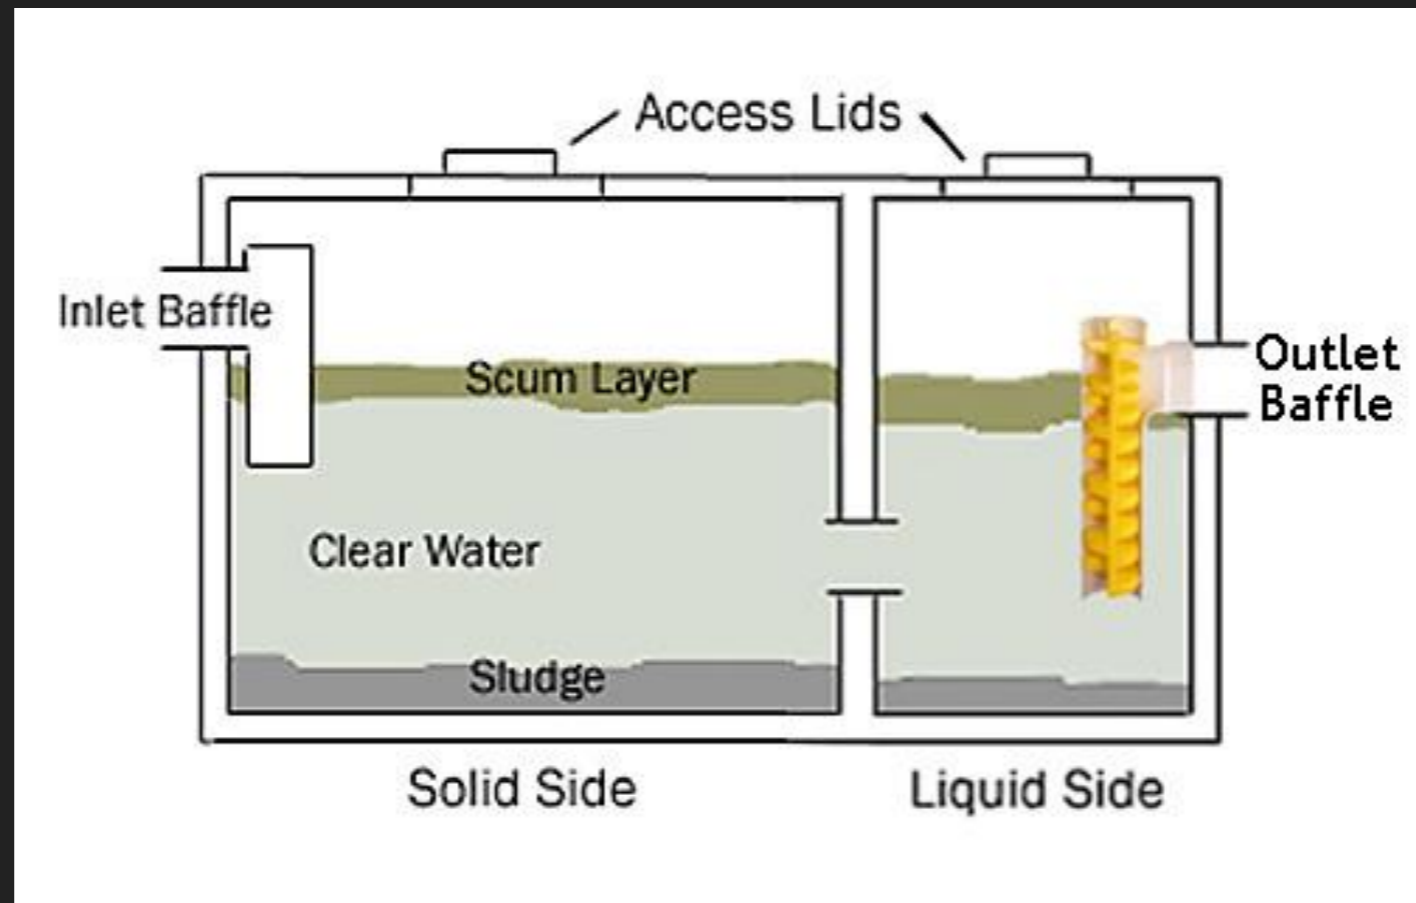 Access Lids
Inlet Baffle
Scum Layer
Outlet
Baffle
Clear Water
Sludge
Solid Side
Liquid Side